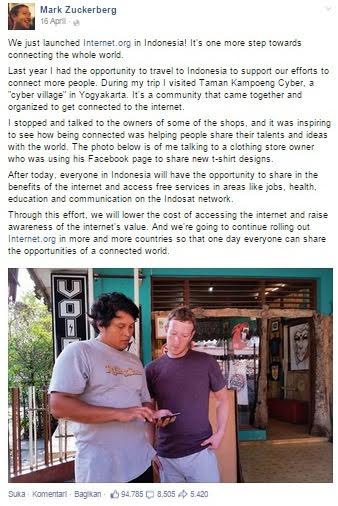 Mark Zuckerberg
16 April ·
We just launched Internet.org in Indonesia! It's one more step towards
connecting the whole world.
Last year I had the opportunity to travel to Indonesia to support our efforts to
connect more people. During my trip I visited Taman Kampoeng Cyber, a
"cyber village" in Yogyakarta. It's a community that came together and
organized to get connected to the internet.
I stopped and talked to the owners of some of the shops, and it was inspiring
to see how being connected was helping people share their talents and ideas
with the world. The photo below is of me talking to a clothing store owner
who was using his Facebook page to share new t-shirt designs.
After today, everyone in Indonesia will have the opportunity to share in the
benefits of the internet and access free services in areas like jobs, health,
education and communication on the Indosat network.
Through this effort, we will lower the cost of accessing the internet and raise
awareness of the internet's value. And we're going to continue rolling out
Internet.org in more and more countries so that one day everyone can share
the opportunities of a connected world.
Suka · Komentari · Bagikan · 94.785 8.505 5.420